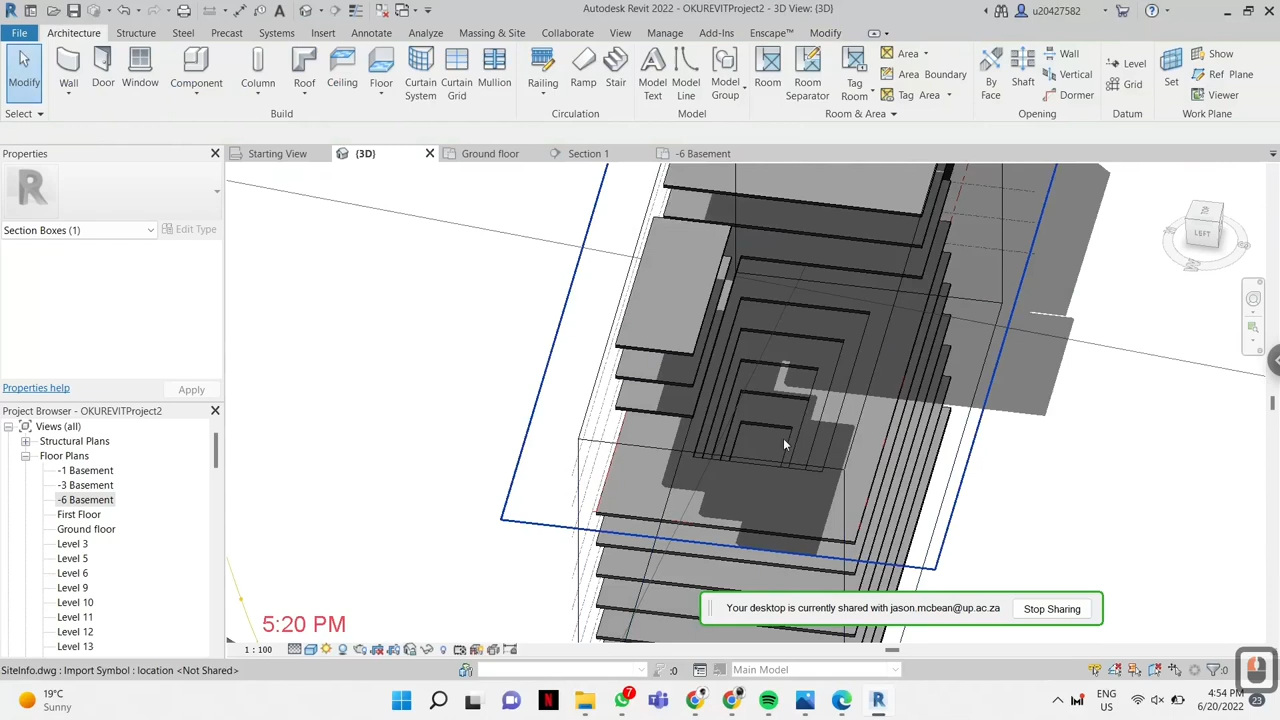 Autodesk Revit 2022 - OKUREVITProject2 - 3D View: {3D}
u20427582
File Architecture Structure Steel Precast Systems Insert Annotate Analyze Massing & Site Collaborate View Manage Add-Ins Enscape™ Modify
Modify Wall Door Window Component Column Roof Ceiling Curtain System Floor Curtain Grid Mullion Railing Ramp Stair Model Text Model Line Model Group Room Room Separator Tag Room
Area
Area Boundary
Tag Area
By Face Shaft
Wall
Vertical
Dormer
Level
Grid
Set
Show
Ref Plane
Viewer
Select Build Circulation Model Room & Area Opening Datum Work Plane
Properties
Starting View {3D} Ground floor Section 1 -6 Basement
R
Section Boxes (1) Edit Type
LEFT
Properties help Apply
Project Browser - OKUREVITProject2
Views (all)
Structural Plans
Floor Plans
-1 Basement
-3 Basement
-6 Basement
First Floor
Ground floor
Level 3
Level 5
Level 6
Level 9
Level 10
Level 11
Level 12
Level 13
Your desktop is currently shared with jason.mcbean@up.ac.za Stop Sharing
5:20 PM
1 : 100
SiteInfo.dwg : Import Symbol : location <Not Shared>
:0 Main Model :0
19°C
Sunny
7
ENG
US
4:54 PM
6/20/2022
23